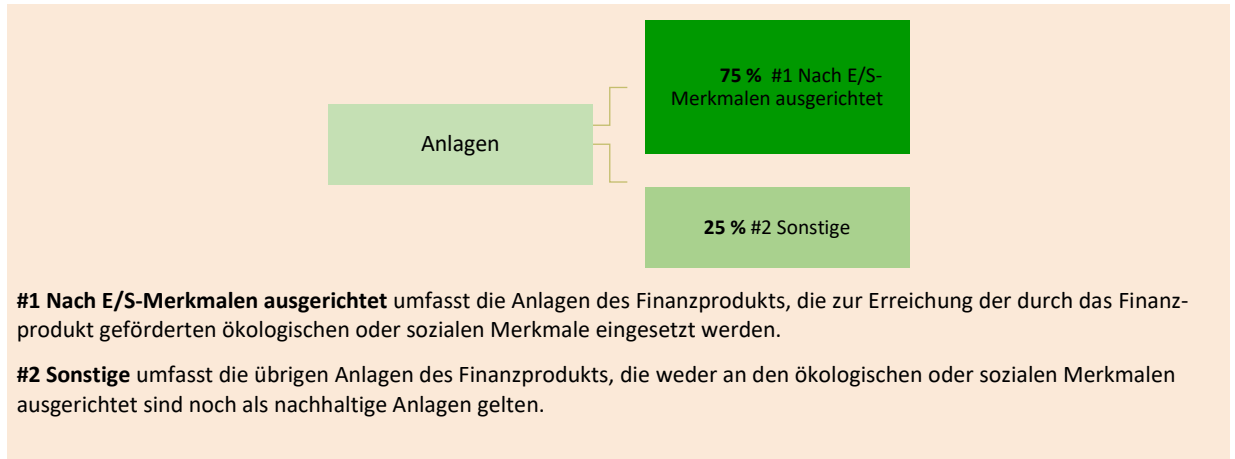 75 % #1 Nach E/S-
Merkmalen ausgerichtet
Anlagen
25 % #2 Sonstige
#1 Nach E/S-Merkmalen ausgerichtet umfasst die Anlagen des Finanzprodukts, die zur Erreichung der durch das Finanz-
produkt geförderten ökologischen oder sozialen Merkmale eingesetzt werden.
#2 Sonstige umfasst die übrigen Anlagen des Finanzprodukts, die weder an den ökologischen oder sozialen Merkmalen
ausgerichtet sind noch als nachhaltige Anlagen gelten.